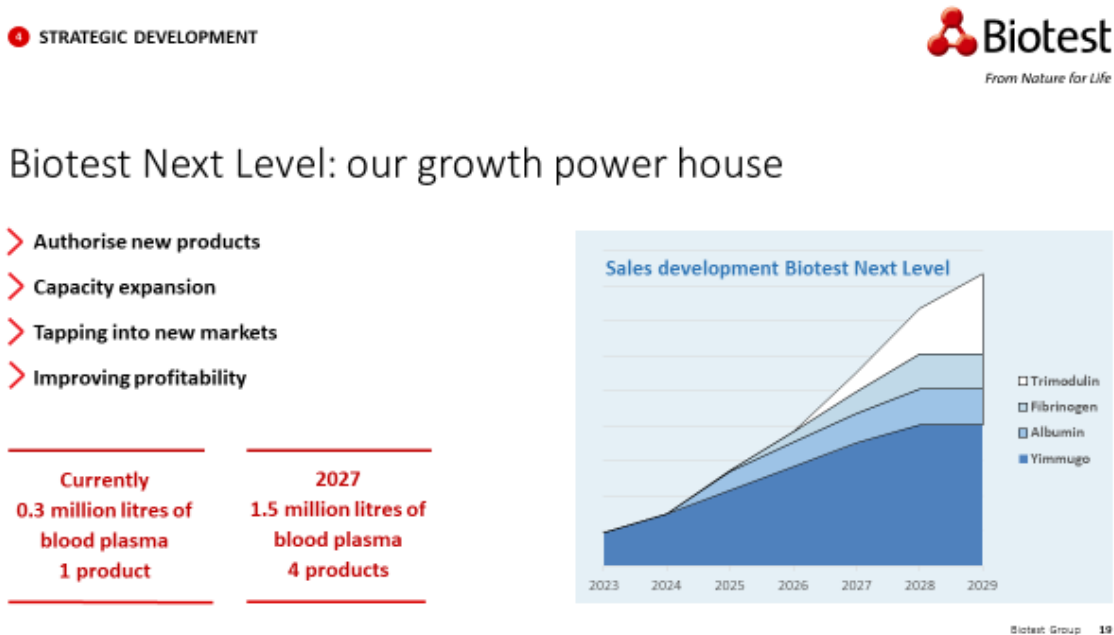 4 STRATEGIC DEVELOPMENT
Biotest
From Nature for Life
Biotest Next Level: our growth power house
Authorise new products
Capacity expansion
Tapping into new markets
Improving profitability
Currently
0.3 million litres of
blood plasma
1 product
2027
1.5 million litres of
blood plasma
4 products
Sales development Biotest Next Level
Trimodulin
Fibrinogen
Albumin
Yimmugo
2023 2024 2025 2026 2027 2028 2029
Biotest Group 19